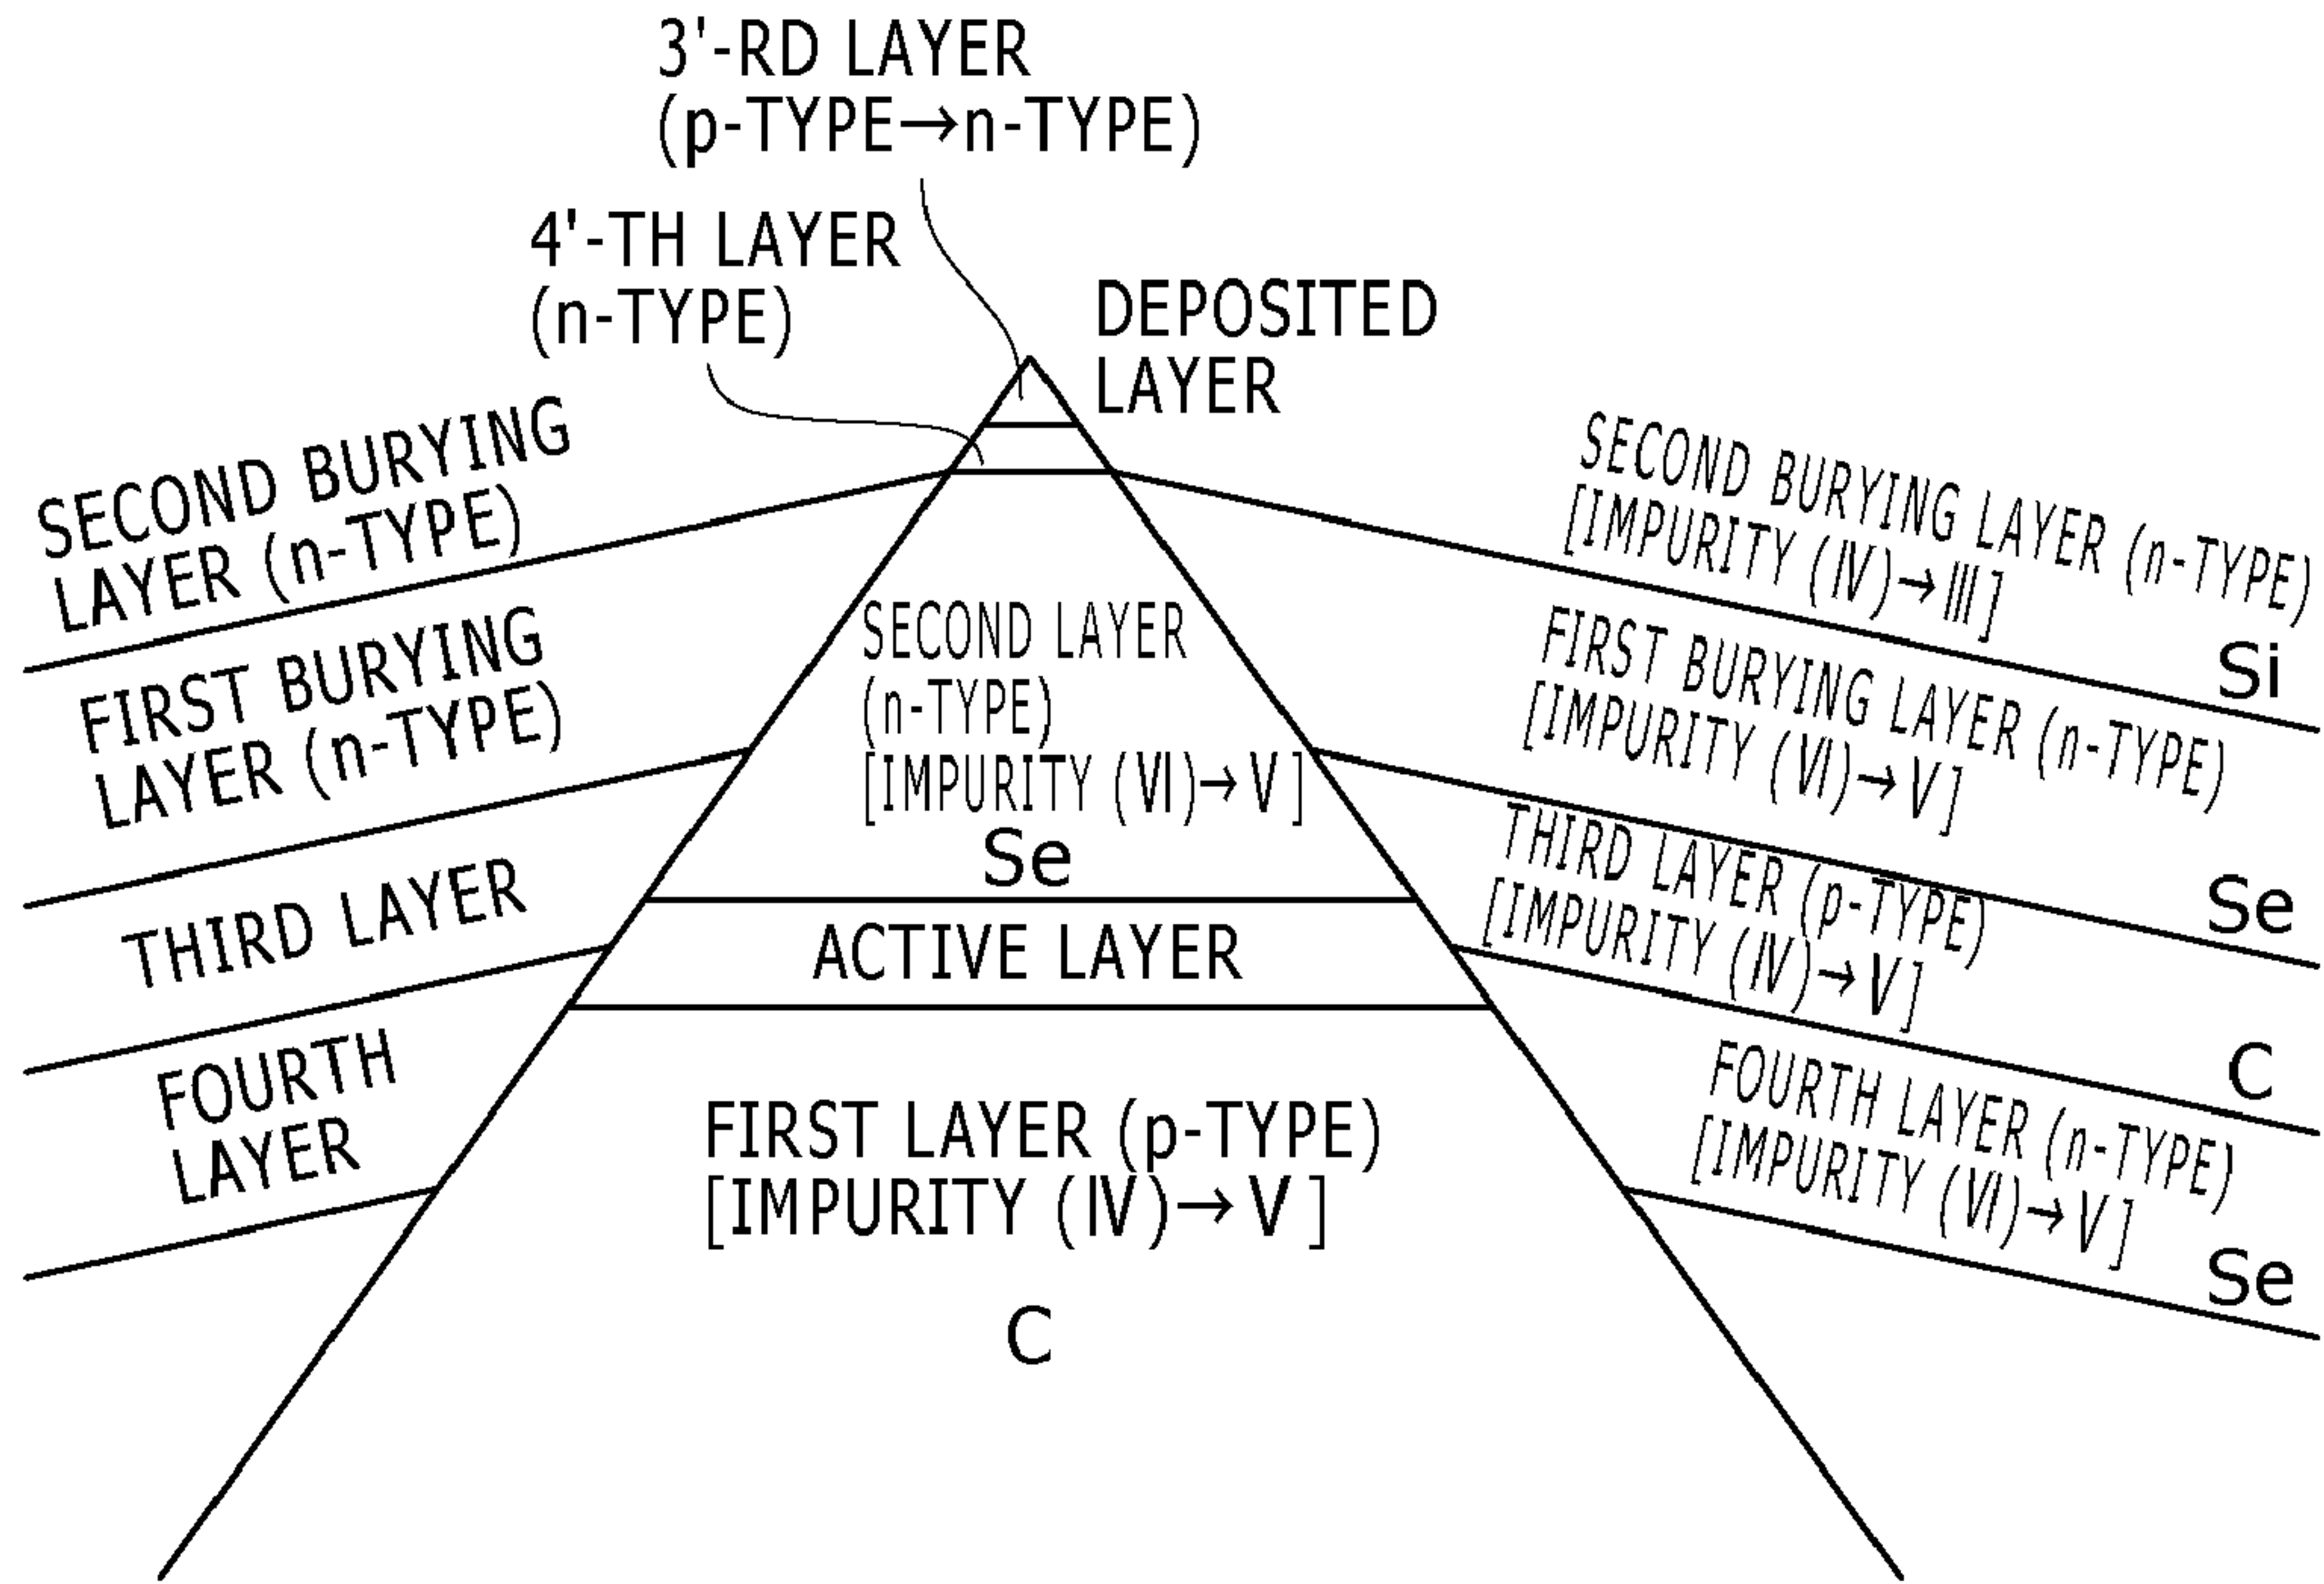 3'-RD LAYER
(p-TYPE→n-TYPE)
4'-TH LAYER
(n-TYPE)
DEPOSITED
LAYER
SECOND BURYING
LAYER (n-TYPE)
FIRST BURYING
LAYER (n-TYPE)
THIRD LAYER
FOURTH
LAYER
SECOND LAYER
(n-TYPE)
[IMPURITY (Ⅵ)→Ⅴ]
Se
ACTIVE LAYER
FIRST LAYER (p-TYPE)
[IMPURITY (Ⅳ)→Ⅴ]
C
SECOND BURYING LAYER (n-TYPE)
[IMPURITY (Ⅳ)→Ⅲ]
Si
FIRST BURYING LAYER (n-TYPE)
[IMPURITY (Ⅵ)→Ⅴ]
Se
THIRD LAYER (p-TYPE)
[IMPURITY (Ⅳ)→Ⅴ]
C
FOURTH LAYER (n-TYPE)
[IMPURITY (Ⅵ)→Ⅴ]
Se